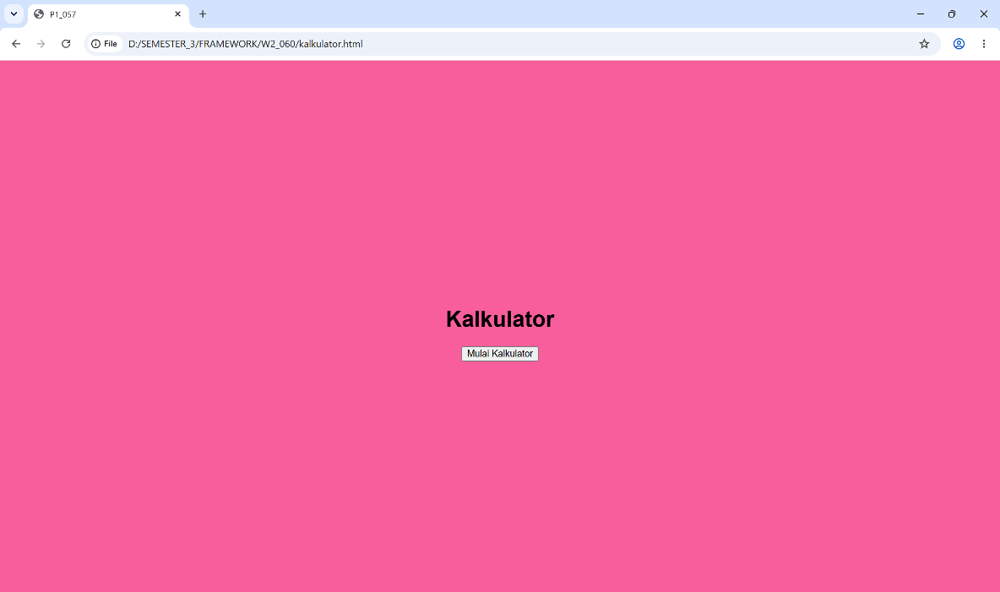 P1_057
File D:/SEMESTER_3/FRAMEWORK/W2_060/kalkulator.html
Kalkulator
Mulai Kalkulator